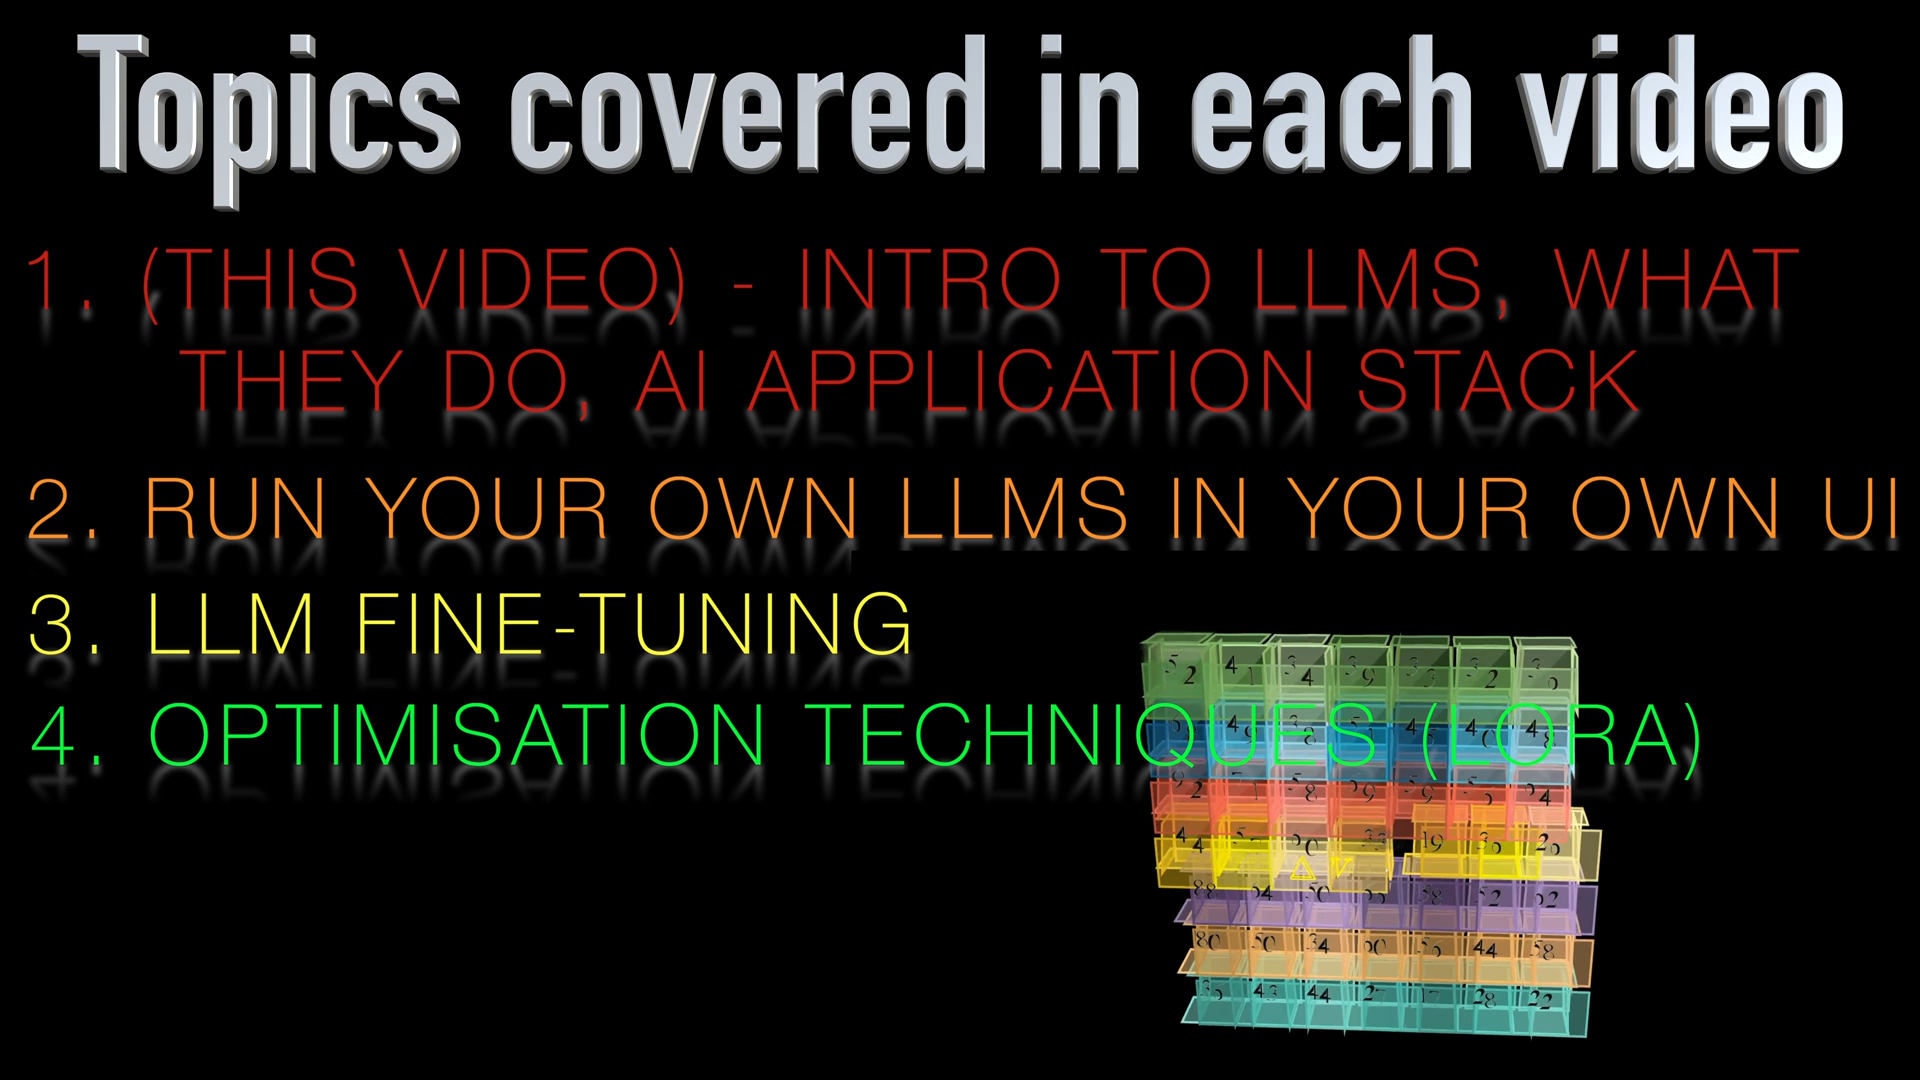 Topics covered in each video
1. (THIS VIDEO) - INTRO TO LLMS, WHAT
THEY DO, AI APPLICATION STACK
2. RUN YOUR OWN LLMS IN YOUR OWN UI
3. LLM FINE-TUNING
4. OPTIMISATION TECHNIQUES (LORA)